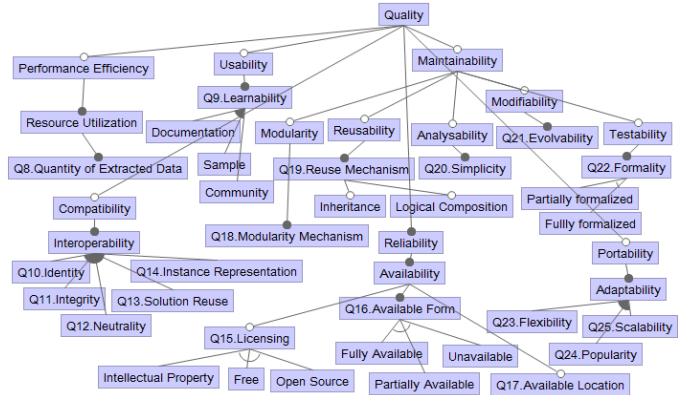 Quality
Performance Efficiency
Usability
Maintainability
Q9.Learnability
Modifiability
Resource Utilization
Documentation
Modularity
Reusability
Analysability
Q21.Evolvability
Testability
Q8.Quantity of Extracted Data
Sample
Q19.Reuse Mechanism
Q20.Simplicity
Q22.Formality
Community
Partially formalized
Compatibility
Inheritance
Logical Composition
Fullly formalized
Q18.Modularity Mechanism
Interoperability
Reliability
Portability
Q10.Identity
Q14.Instance Representation
Availability
Q11.Integrity
Q13.Solution Reuse
Adaptability
Q12.Neutrality
Q16.Available Form
Q23.Flexibility
Q25.Scalability
Q15.Licensing
Fully Available
Unavailable
Q24.Popularity
Intellectual Property
Free
Open Source
Partially Available
Q17.Available Location